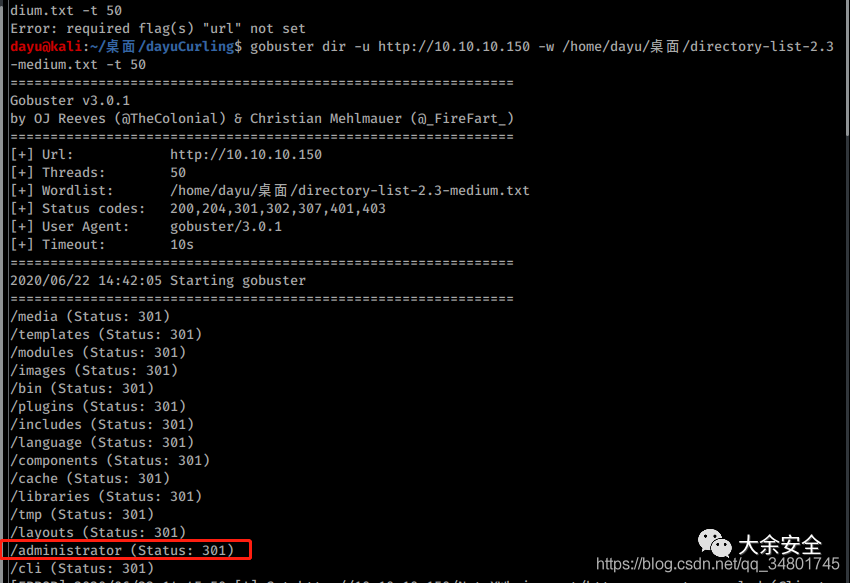 dium.txt -t 50
Error: required flag(s) "url" not set
dayu@kali:~/桌面/dayuCurling$ gobuster dir -u http://10.10.10.150 -w /home/dayu/桌面/directory-list-2.3
-medium.txt -t 50
===============================================================
Gobuster v3.0.1
by OJ Reeves (@TheColonial) & Christian Mehlmauer (@_FireFart_)
===============================================================
[+] Url:            http://10.10.10.150
[+] Threads:        50
[+] Wordlist:       /home/dayu/桌面/directory-list-2.3-medium.txt
[+] Status codes:   200,204,301,302,307,401,403
[+] User Agent:     gobuster/3.0.1
[+] Timeout:        10s
===============================================================
2020/06/22 14:42:05 Starting gobuster
===============================================================
/media (Status: 301)
/templates (Status: 301)
/modules (Status: 301)
/images (Status: 301)
/bin (Status: 301)
/plugins (Status: 301)
/includes (Status: 301)
/language (Status: 301)
/components (Status: 301)
/cache (Status: 301)
/libraries (Status: 301)
/tmp (Status: 301)
/layouts (Status: 301)
/administrator (Status: 301)
/cli (Status: 301)
大余安全
https://blog.csdn.net/qq_34801745